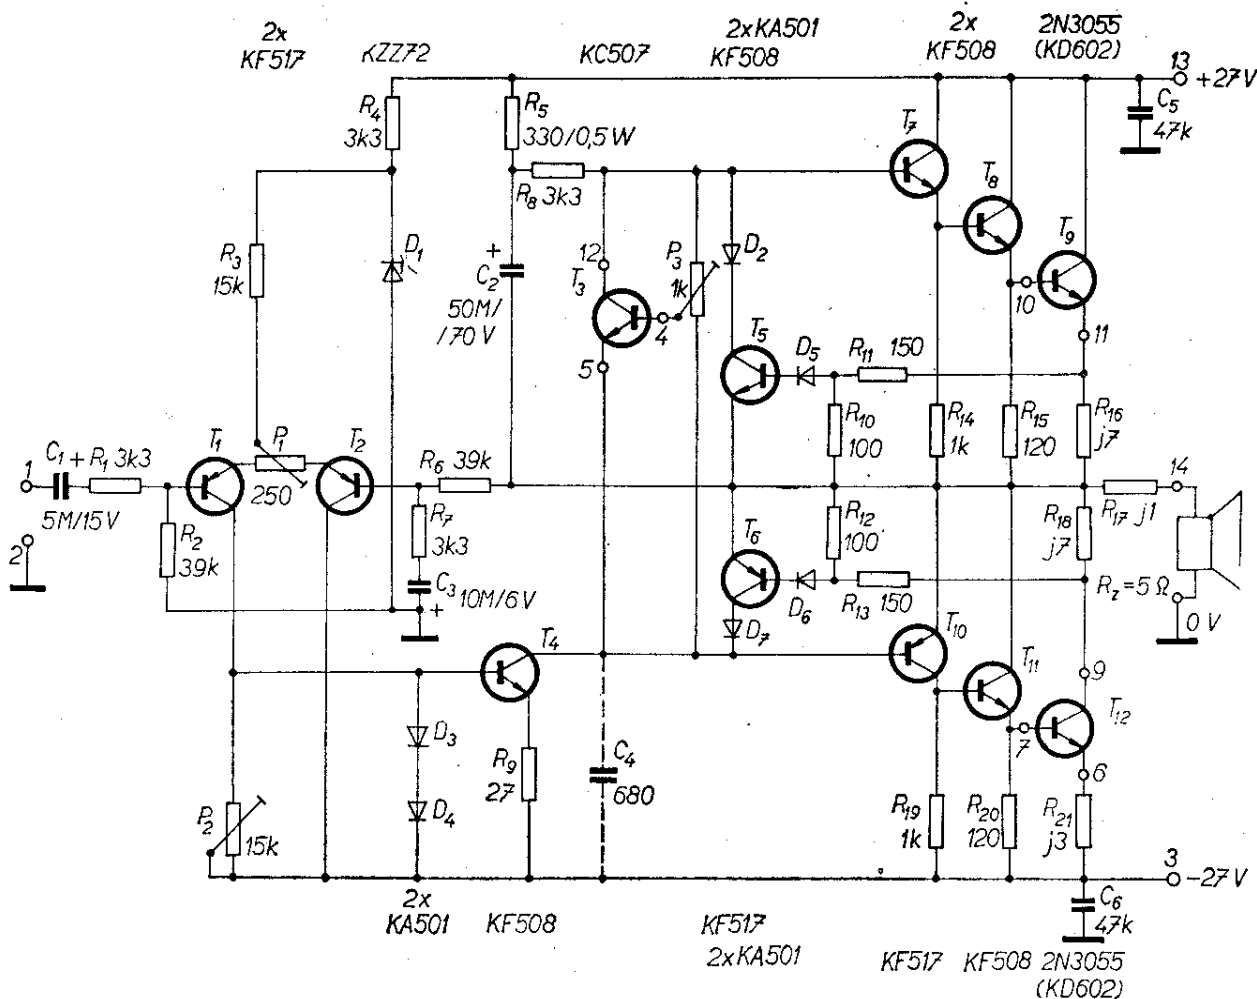 2x
KF517
KZZ72
KC507
2xKA501
KF508
2x
KF508
2N3055
(KD602)
13
+27V
R4
3k3
R5
330/0,5W
T7
C5
47k
R8 3k3
T8
R3
15k
D1
+
C2
50M/
/70V
12
T3
4
5
P3
1k
D2
T9
10
11
T5
D5
R11 150
R10
100
R14
1k
R15
120
R16
j7
1
C1 + R1 3k3
5M/15V
T1
P1
250
T2
R6 39k
14
R17 j1
2
R2
39k
R7
3k3
C3 10M/6V
+
T6
R12
100
R18
j7
D6
R13 150
Rz=5Ω
0V
T4
D7
T10
T11
9
T12
7
6
D3
R9
27
C4
680
P2
15k
D4
R19
1k
R20
120
R21
j3
3
-27V
2x
KA501
KF508
KF517
2xKA501
KF517
KF508
2N3055
(KD602)
C6
47k